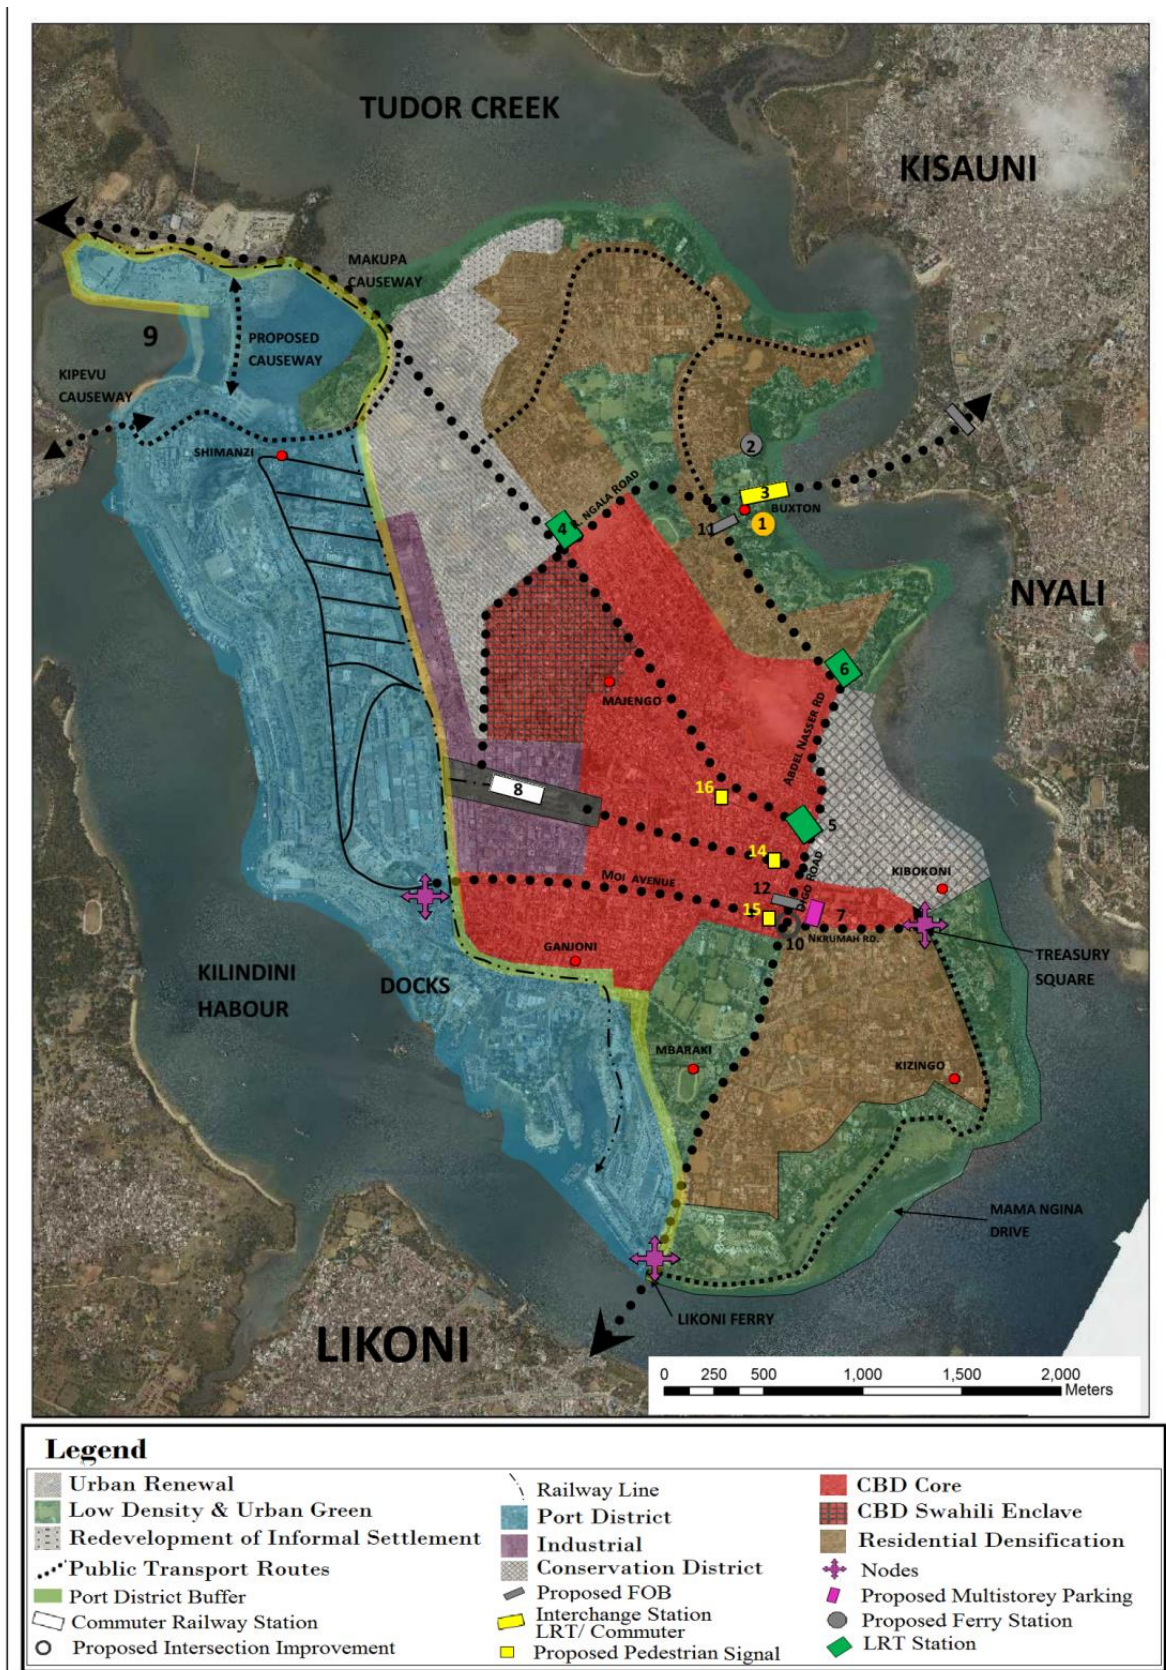 TUDOR CREEK
KISAUNI
MAKUPA
CAUSEWAY
9
PROPOSED
CAUSEWAY
KIPEVU
CAUSEWAY
SHIMANZI
2
3
BUXTON
1
11
4
R. NGALA ROAD
NYALI
6
MAJENGO
ABDEL NASSER RD
8
16
5
14
KIBOKONI
MOI AVENUE
12
DIGO ROAD
15
7
10
NKRUMAH RD.
GANJONI
TREASURY
SQUARE
KILINDINI
HABOUR
DOCKS
MBARAKI
KIZINGO
MAMA NGINA
DRIVE
LIKONI FERRY
LIKONI
0 250 500 1,000 1,500 2,000
Meters
Legend
Urban Renewal
Low Density & Urban Green
Redevelopment of Informal Settlement
Public Transport Routes
Port District Buffer
Commuter Railway Station
Proposed Intersection Improvement
Railway Line
Port District
Industrial
Conservation District
Proposed FOB
Interchange Station
LRT/ Commuter
Proposed Pedestrian Signal
CBD Core
CBD Swahili Enclave
Residential Densification
Nodes
Proposed Multistorey Parking
Proposed Ferry Station
LRT Station